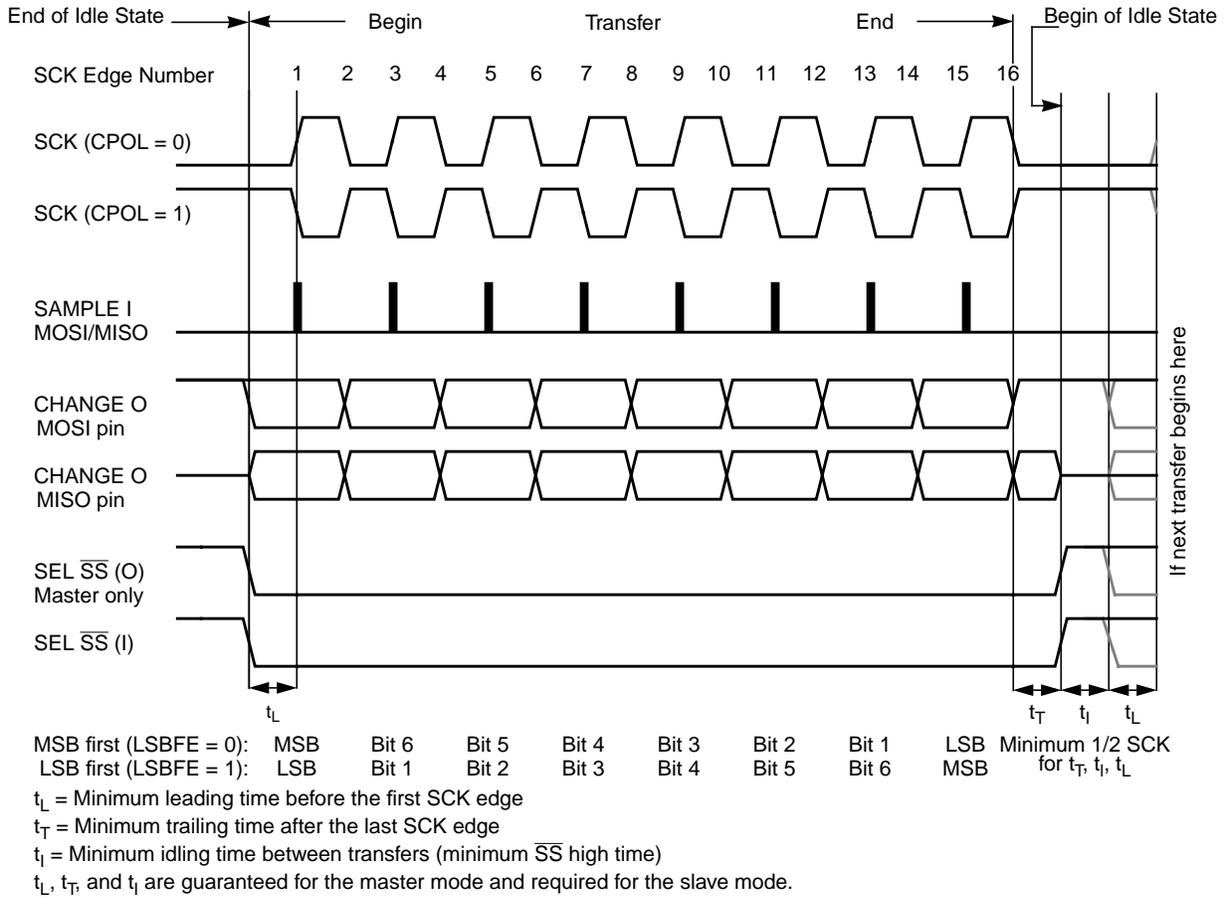 End of Idle State Begin Transfer End Begin of Idle State
SCK Edge Number 1 2 3 4 5 6 7 8 9 10 11 12 13 14 15 16
SCK (CPOL = 0)
SCK (CPOL = 1)
SAMPLE I
MOSI/MISO
CHANGE O
MOSI pin
CHANGE O
MISO pin
SEL S̅S̅ (O)
Master only
SEL S̅S̅ (I)
If next transfer begins here
tL tT tI tL
MSB first (LSBFE = 0): MSB Bit 6 Bit 5 Bit 4 Bit 3 Bit 2 Bit 1 LSB Minimum 1/2 SCK
LSB first (LSBFE = 1): LSB Bit 1 Bit 2 Bit 3 Bit 4 Bit 5 Bit 6 MSB for tT, tI, tL
tL = Minimum leading time before the first SCK edge
tT = Minimum trailing time after the last SCK edge
tI = Minimum idling time between transfers (minimum S̅S̅ high time)
tL, tT, and tI are guaranteed for the master mode and required for the slave mode.